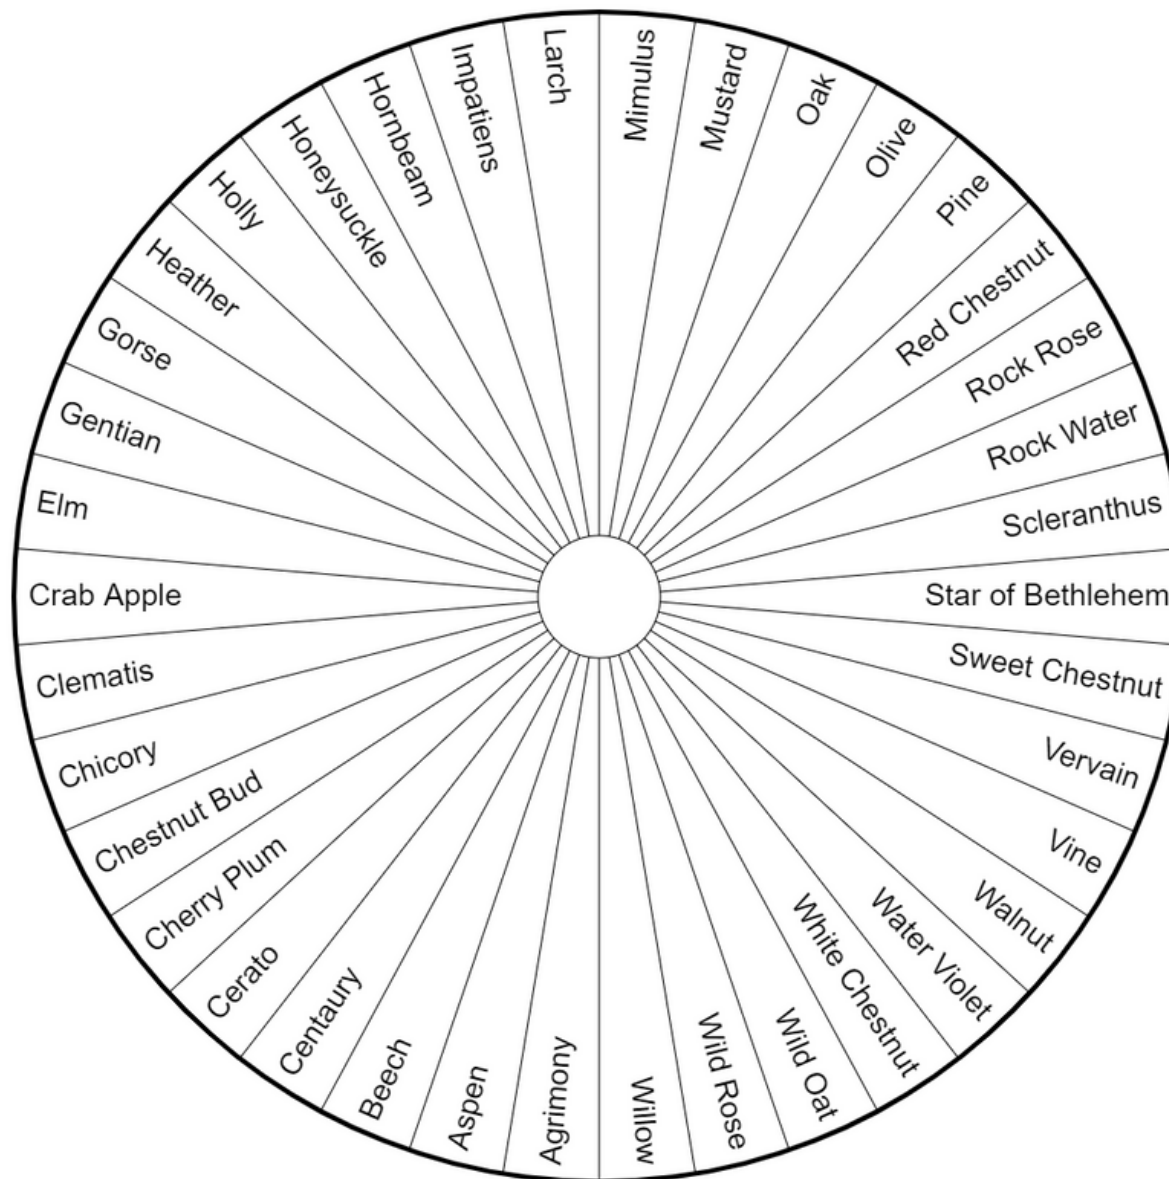 Larch
Mimulus
Mustard
Oak
Olive
Pine
Red Chestnut
Rock Rose
Rock Water
Scleranthus
Star of Bethlehem
Sweet Chestnut
Vervain
Vine
Walnut
Water Violet
White Chestnut
Wild Oat
Wild Rose
Willow
Agrimony
Aspen
Beech
Centaury
Cerato
Cherry Plum
Chestnut Bud
Chicory
Clematis
Crab Apple
Elm
Gentian
Gorse
Heather
Holly
Honeysuckle
Hornbeam
Impatiens